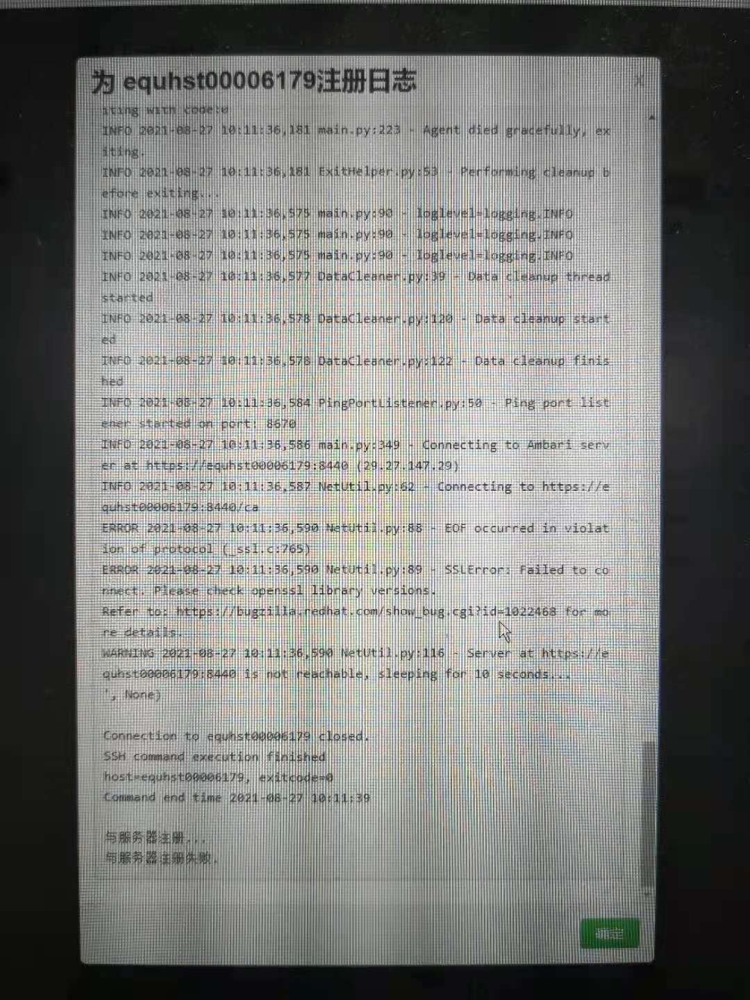 为 equhst00006179注册日志
iting with code:0
INFO 2021-08-27 10:11:36,181 main.py:223 - Agent died gracefully, ex
iting.
INFO 2021-08-27 10:11:36,181 ExitHelper.py:53 - Performing cleanup b
efore exiting...
INFO 2021-08-27 10:11:36,575 main.py:90 - loglevel=logging.INFO
INFO 2021-08-27 10:11:36,575 main.py:90 - loglevel=logging.INFO
INFO 2021-08-27 10:11:36,575 main.py:90 - loglevel=logging.INFO
INFO 2021-08-27 10:11:36,577 DataCleaner.py:39 - Data cleanup thread
started
INFO 2021-08-27 10:11:36,578 DataCleaner.py:120 - Data cleanup start
ed
INFO 2021-08-27 10:11:36,578 DataCleaner.py:122 - Data cleanup finis
hed
INFO 2021-08-27 10:11:36,584 PingPortListener.py:50 - Ping port list
ener started on port: 8670
INFO 2021-08-27 10:11:36,586 main.py:349 - Connecting to Ambari serv
er at https://equhst00006179:8440 (29.27.147.29)
INFO 2021-08-27 10:11:36,587 NetUtil.py:62 - Connecting to https://e
quhst00006179:8440/ca
ERROR 2021-08-27 10:11:36,590 NetUtil.py:88 - EOF occurred in violat
ion of protocol (_ssl.c:765)
ERROR 2021-08-27 10:11:36,590 NetUtil.py:89 - SSLError: Failed to co
nnect. Please check openssl library versions.
Refer to: https://bugzilla.redhat.com/show_bug.cgi?id=1022468 for mo
re details.
WARNING 2021-08-27 10:11:36,590 NetUtil.py:116 - Server at https://e
quhst00006179:8440 is not reachable, sleeping for 10 seconds...
', None)
Connection to equhst00006179 closed.
SSH command execution finished
host=equhst00006179, exitcode=0
Command end time 2021-08-27 10:11:39
与服务器注册...
与服务器注册失败.
确定